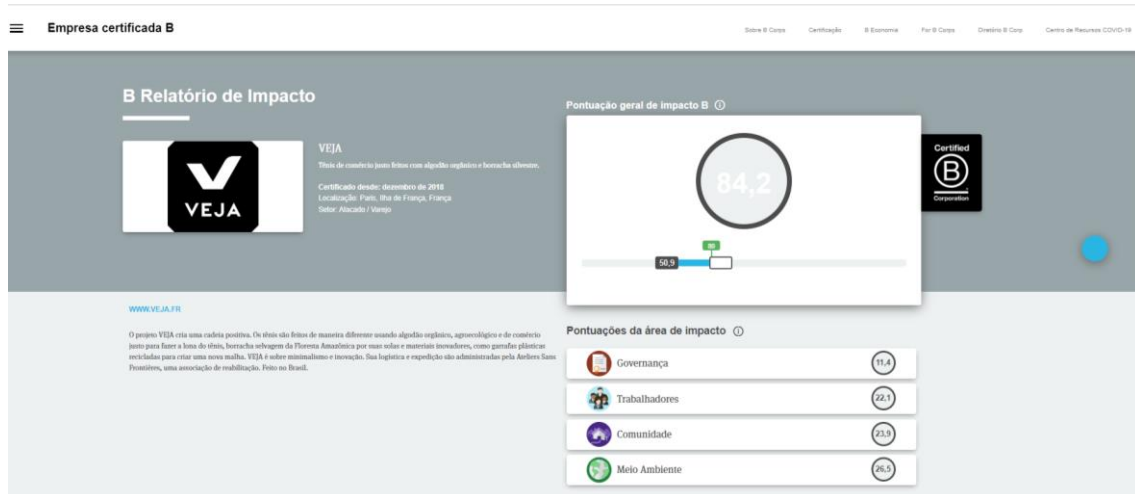 Empresa certificada B
Sobre B Corps
Certificação
B Economia
For B Corps
Diretório B Corp
Centro de Recursos COVID-19
B Relatório de Impacto
VEJA
VEJA
Tênis de comércio justo feitos com algodão orgânico e borracha silvestre.
Certificado desde: dezembro de 2018
Localização: Paris, Ilha de França, França
Setor: Atacado / Varejo
Pontuação geral de impacto B
84,2
80
50,9
Certified
B
Corporation
WWW.VEJA.FR
O projeto VEJA cria uma cadeia positiva. Os tênis são feitos de maneira diferente usando algodão orgânico, agroecológico e de comércio
justo para fazer a lona do tênis, borracha selvagem da Floresta Amazônica por suas solas e materiais inovadores, como garrafas plásticas
recicladas para criar uma nova malha. VEJA é sobre minimalismo e inovação. Sua logística e expedição são administradas pela Ateliers Sans
Frontières, uma associação de reabilitação. Feito no Brasil.
Pontuações da área de impacto
Governança
11,4
Trabalhadores
22,1
Comunidade
23,9
Meio Ambiente
26,5